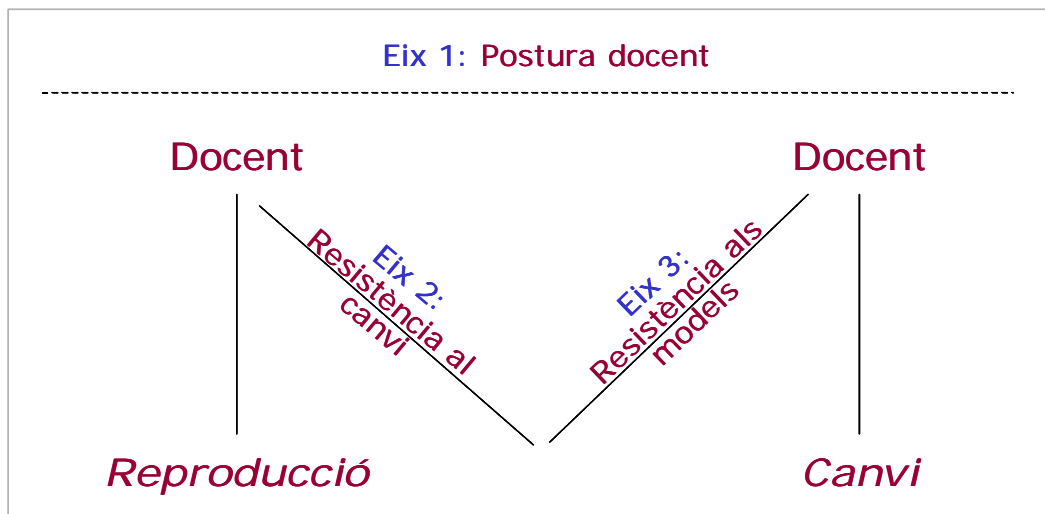 Eix 1: Postura docent
Docent
Docent
Eix 2:
Resistència al
canvi
Eix 3:
Resistència als
models
Reproducció
Canvi